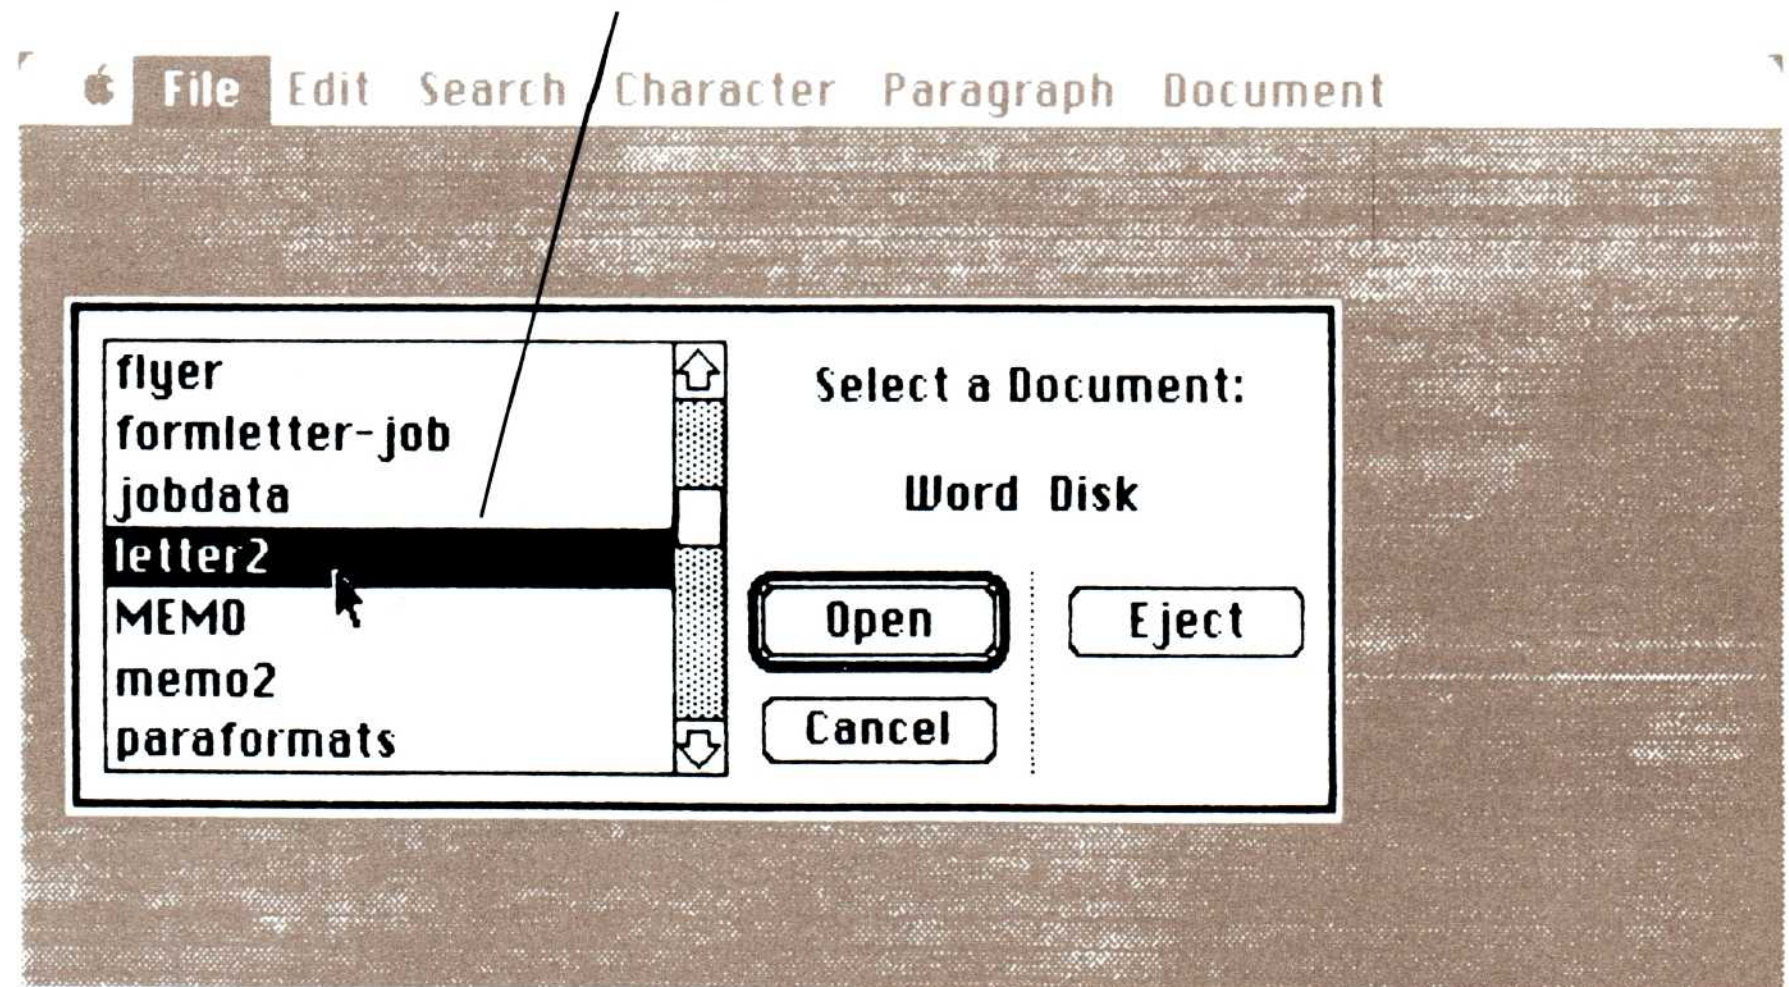 File Edit Search Character Paragraph Document
flyer
formletter-job
jobdata
letter2
MEMO
memo2
paraformats
Select a Document:
Word Disk
Open
Eject
Cancel